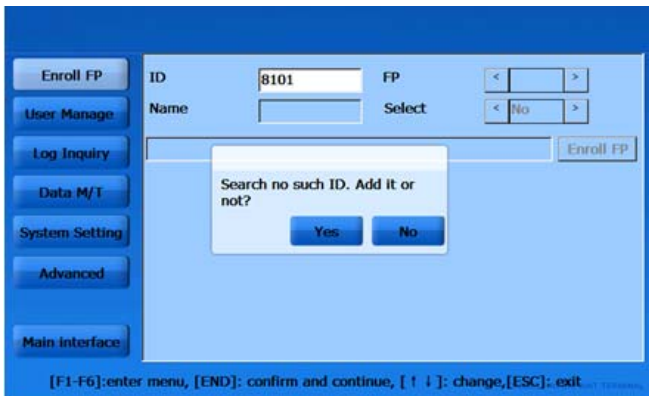 Enroll FP
User Manage
Log Inquiry
Data M/T
System Setting
Advanced
Main interface
ID 8101 FP < >
Name Select < No >
Enroll FP
Search no such ID. Add it or
not?
Yes No
[F1-F6]:enter menu, [END]: confirm and continue, [↑↓]: change,[ESC]: exit